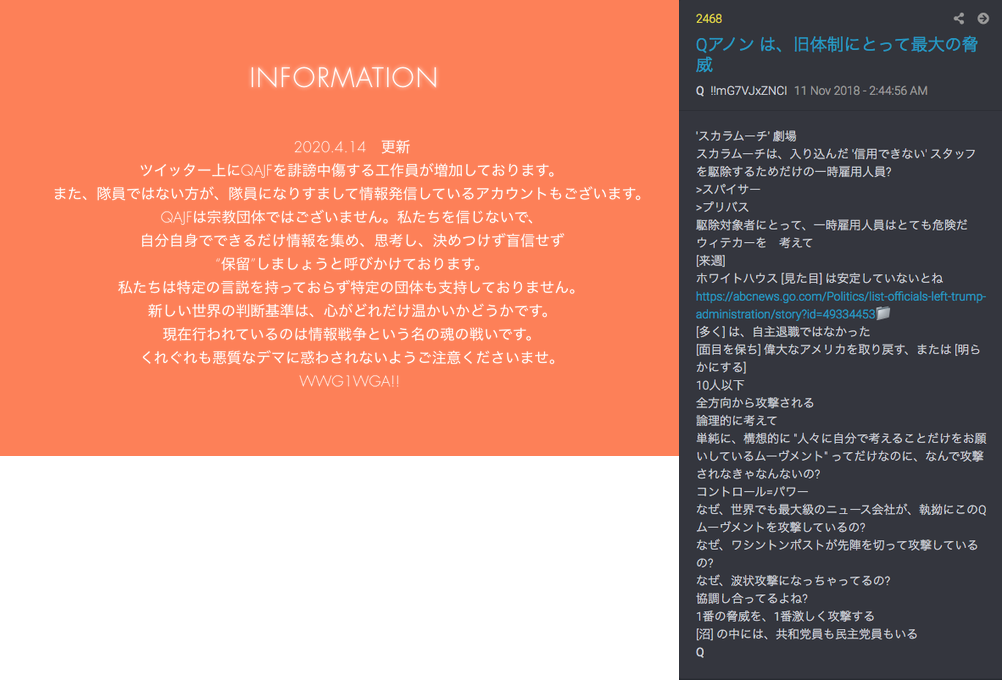 INFORMATION
2020.4.14 更新
ツイッター上にQAJFを誹謗中傷する工作員が増加しております。
また、隊員ではない方が、隊員になりすまして情報発信しているアカウントもございます。
QAJFは宗教団体ではございません。私たちを信じないで、
自分自身でできるだけ情報を集め、思考し、決めつけず盲信せず
"保留"しましょうと呼びかけております。
私たちは特定の言説を持っておらず特定の団体も支持しておりません。
新しい世界の判断基準は、心がどれだけ温かいかどうかです。
現在行われているのは情報戦争という名の魂の戦いです。
くれぐれも悪質なデマに惑わされないようご注意くださいませ。
WWG1WGA!!
2468
Qアノン は、旧体制にとって最大の脅
威
Q !!mG7VJxZNCI 11 Nov 2018 - 2:44:56 AM
'スカラムーチ' 劇場
スカラムーチは、入り込んだ '信用できない' スタッフ
を駆除するためだけの一時雇用人員?
>スパイサー
>プリバス
駆除対象者にとって、一時雇用人員はとても危険だ
ウィテカーを 考えて
[来週]
ホワイトハウス [見た目] は安定していないとね
https://abcnews.go.com/Politics/list-officials-left-trump-
administration/story?id=49334453
[多く] は、自主退職ではなかった
[面目を保ち] 偉大なアメリカを取り戻す、または [明ら
かにする]
10人以下
全方向から攻撃される
論理的に考えて
単純に、構想的に "人々に自分で考えることだけをお願
いしているムーヴメント" ってだけなのに、なんで攻撃
されなきゃなんないの?
コントロール=パワー
なぜ、世界でも最大級のニュース会社が、執拗にこのQ
ムーヴメントを攻撃しているの?
なぜ、ワシントンポストが先陣を切って攻撃している
の?
なぜ、波状攻撃になっちゃってるの?
協調し合ってるよね?
1番の脅威を、1番激しく攻撃する
[沼] の中には、共和党員も民主党員もいる
Q